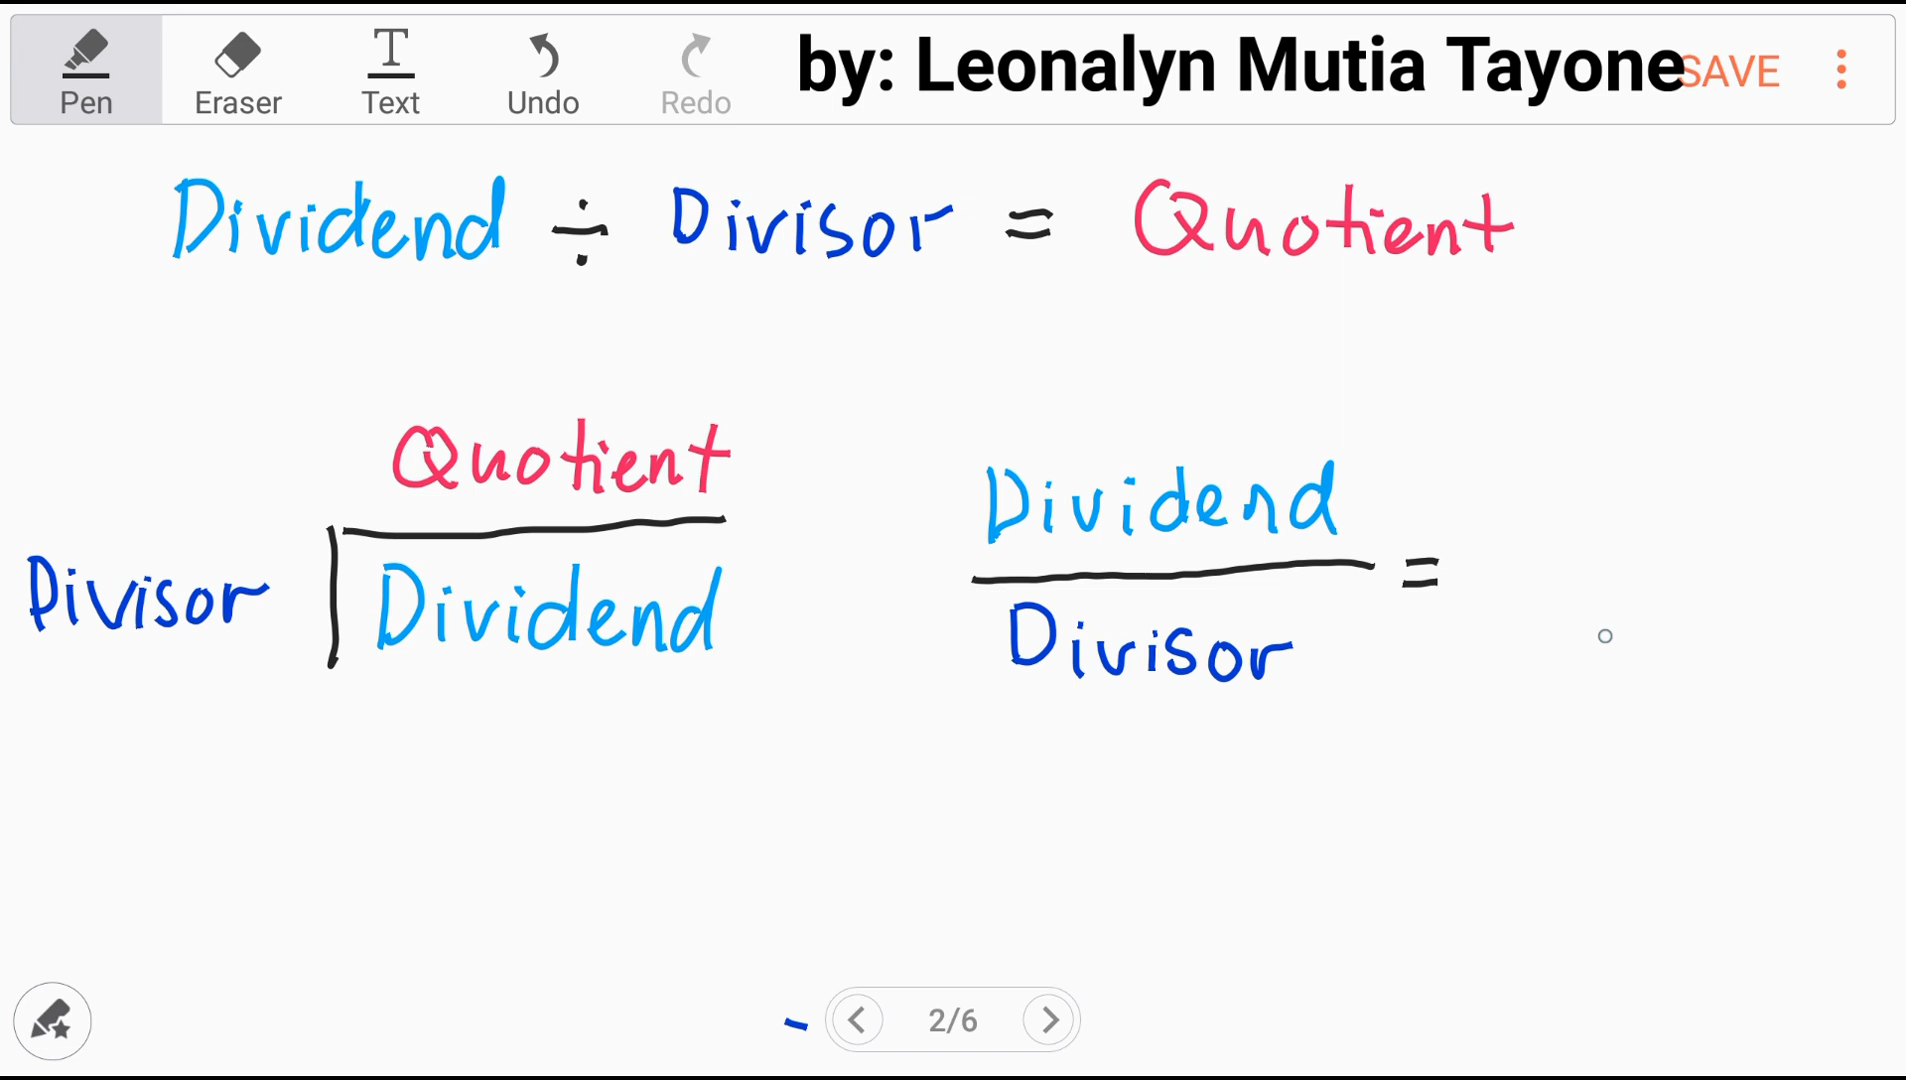 Pen Eraser Text Undo Redo by: Leonalyn Mutia Tayone SAVE
Dividend ÷ Divisor = Quotient
Quotient
Divisor Dividend
Dividend
=
Divisor
2/6